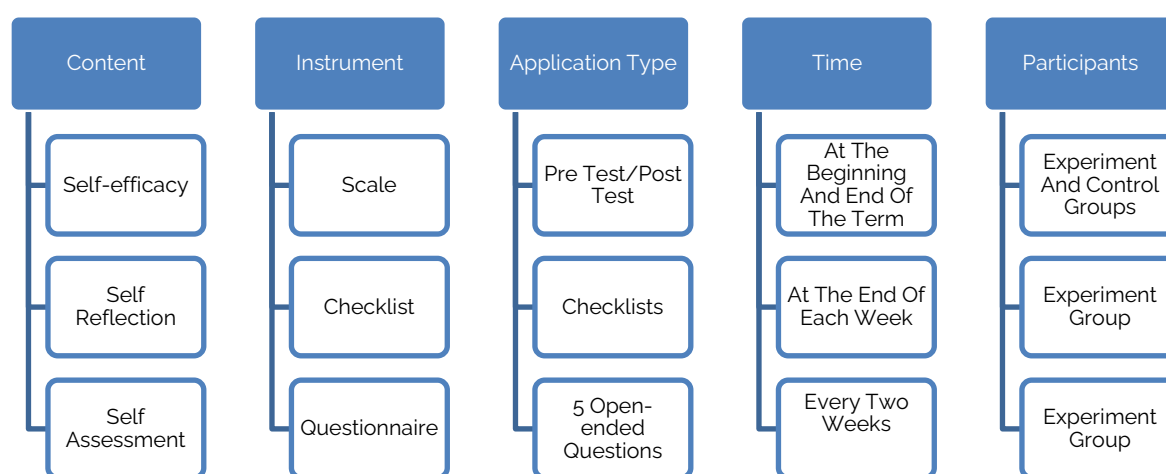 Content
Instrument
Application Type
Time
Participants
Self-efficacy
Scale
Pre Test/Post
Test
At The
Beginning
And End Of
The Term
Experiment
And Control
Groups
Self
Reflection
Checklist
Checklists
At The End Of
Each Week
Experiment
Group
Self
Assessment
Questionnaire
5 Open-
ended
Questions
Every Two
Weeks
Experiment
Group